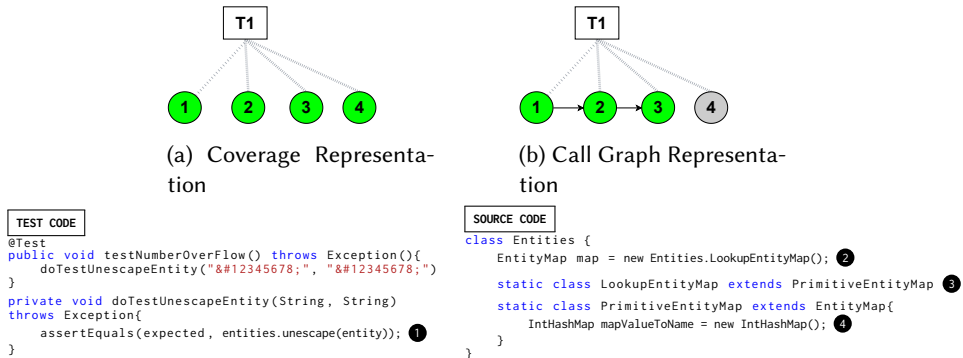 T1
1 2 3 4
(a) Coverage Representa-
tion
T1
1 2 3 4
(b) Call Graph Representa-
tion
TEST CODE
@Test
public void testNumberOverFlow() throws Exception(){
doTestUnescapeEntity("&#12345678;", "&#12345678;")
}
private void doTestUnescapeEntity(String, String)
throws Exception{
assertEquals(expected, entities.unescape(entity)); 1
}
SOURCE CODE
class Entities {
EntityMap map = new Entities.LookupEntityMap(); 2
static class LookupEntityMap extends PrimitiveEntityMap 3
static class PrimitiveEntityMap extends EntityMap{
IntHashMap mapValueToName = new IntHashMap(); 4
}
}